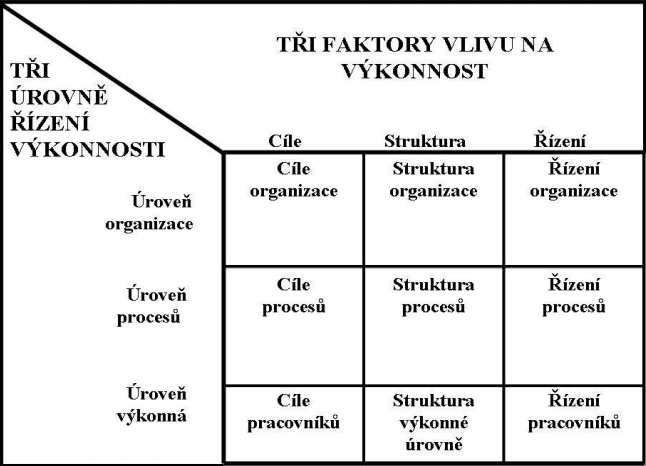 TŘI FAKTORY VLIVU NA
VÝKONNOST
TŘI
ÚROVNĚ
ŘÍZENÍ
VÝKONNOSTI
Cíle Struktura Řízení
Úroveň
organizace
Cíle
organizace
Struktura
organizace
Řízení
organizace
Úroveň
procesů
Cíle
procesů
Struktura
procesů
Řízení
procesů
Úroveň
výkonná
Cíle
pracovníků
Struktura
výkonné
úrovně
Řízení
pracovníků